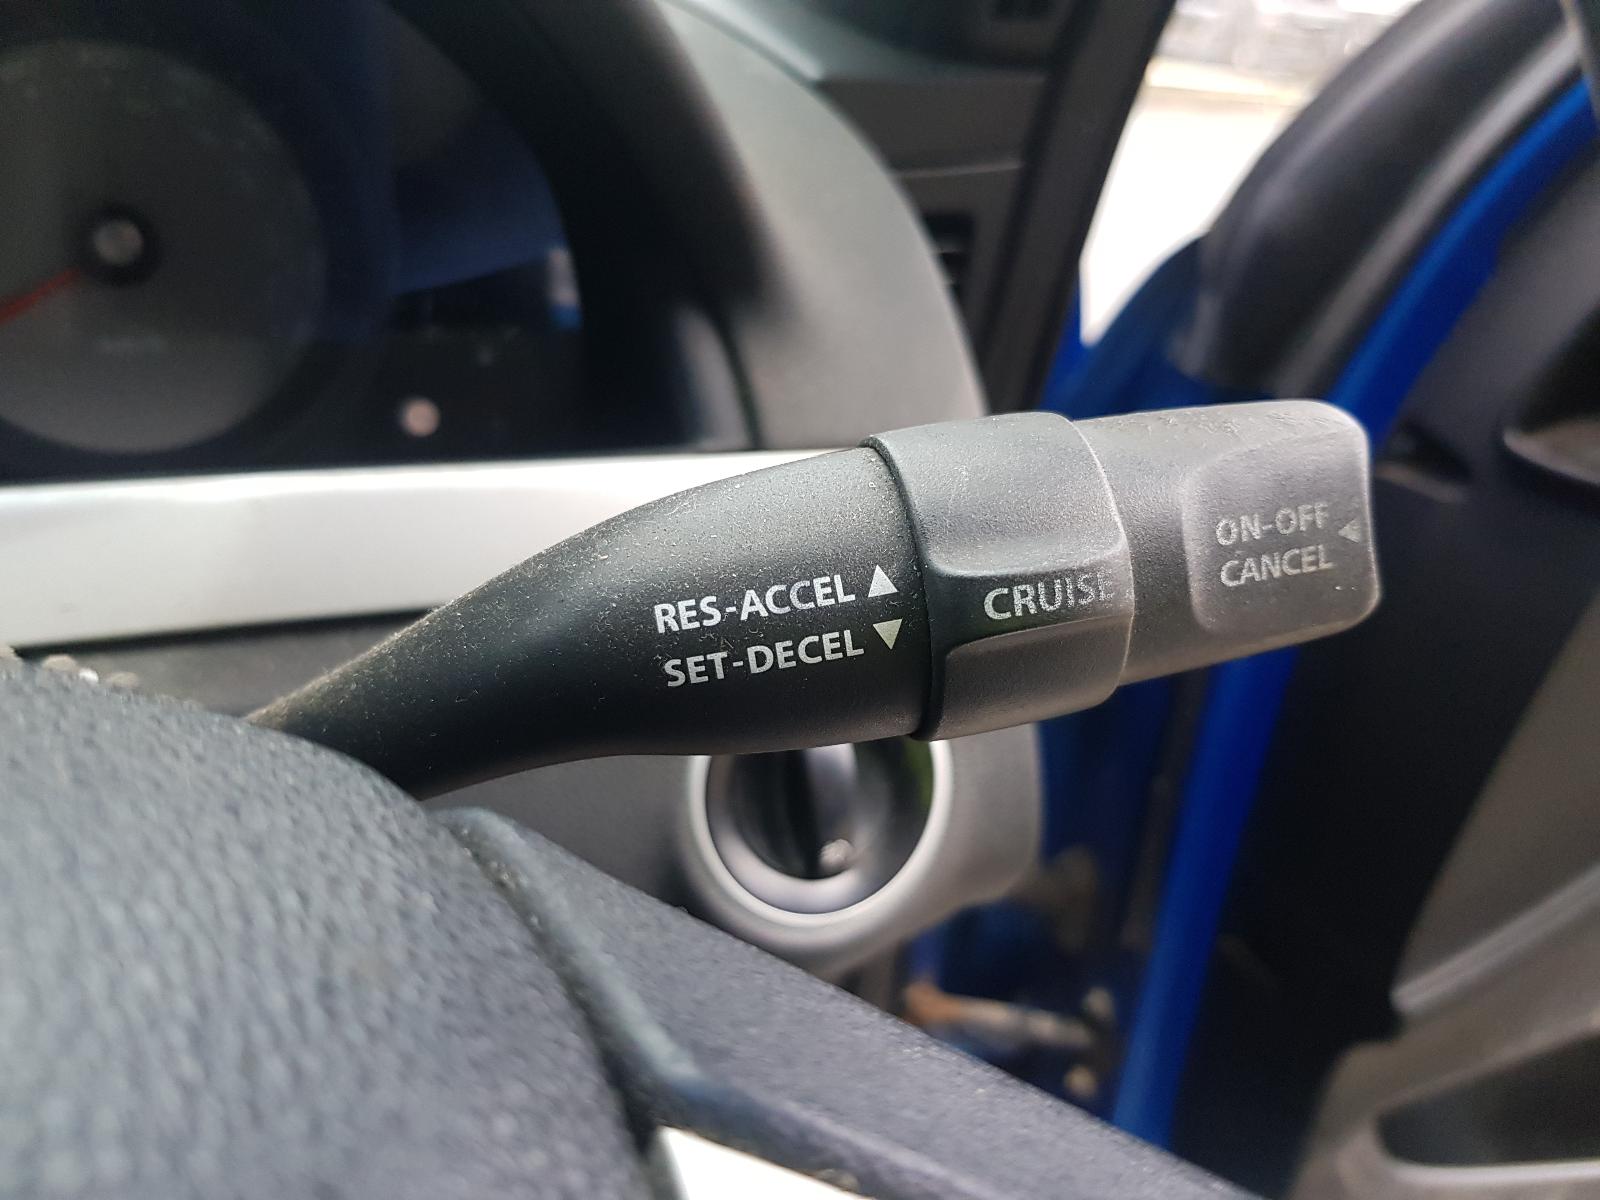 RES-ACCEL ▲
SET-DECEL ▼
CRUISE
ON-OFF
CANCEL ◀